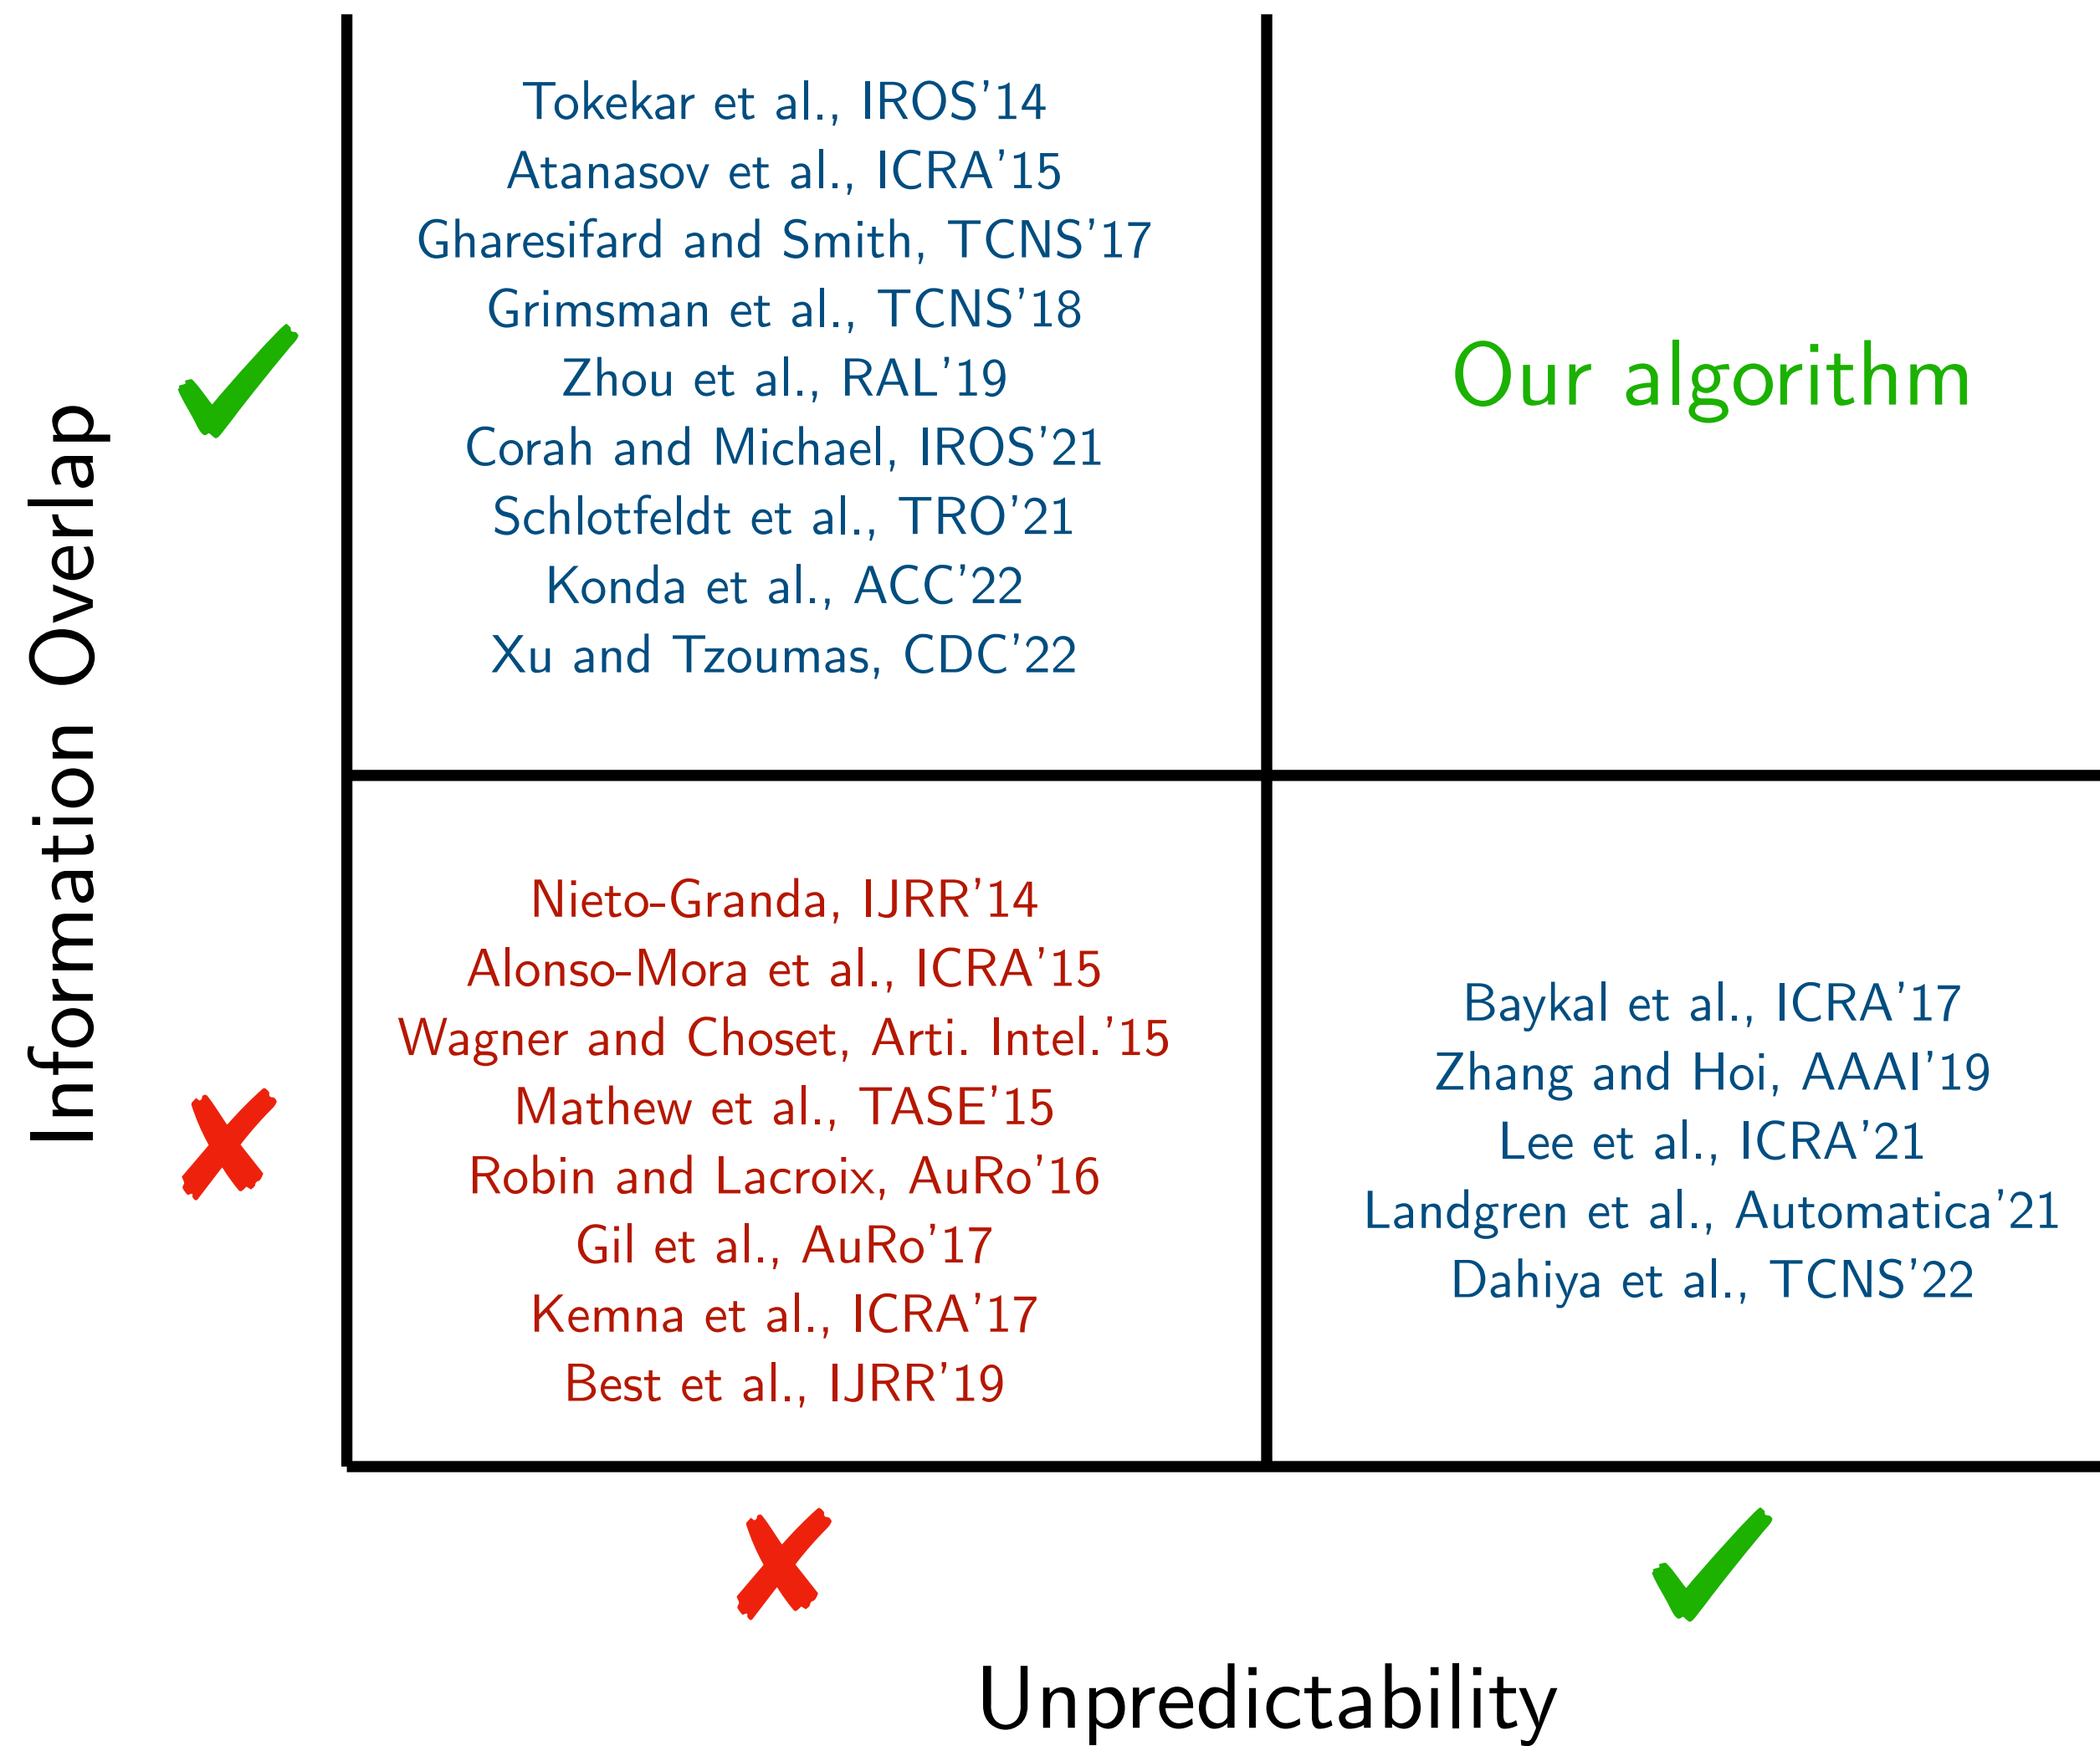 Information Overlap
Tokekar et al., IROS'14
Atanasov et al., ICRA'15
Gharesifard and Smith, TCNS'17
Grimsman et al., TCNS'18
Zhou et al., RAL'19
Corah and Michael, IROS'21
Schlotfeldt et al., TRO'21
Konda et al., ACC'22
Xu and Tzoumas, CDC'22
Our algorithm
Nieto-Granda, IJRR'14
Alonso-Mora et al., ICRA'15
Wagner and Choset, Arti. Intel.'15
Mathew et al., TASE'15
Robin and Lacroix, AuRo'16
Gil et al., AuRo'17
Kemna et al., ICRA'17
Best et al., IJRR'19
Baykal et al., ICRA'17
Zhang and Hoi, AAAI'19
Lee et al., ICRA'21
Landgren et al., Automatica'21
Dahiya et al., TCNS'22
Unpredictability